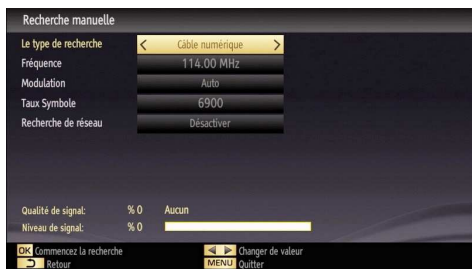 Recherche manuelle
Le type de recherche < Câble numérique >
Fréquence 114.00 MHz
Modulation Auto
Taux Symbole 6900
Recherche de réseau Désactiver
Qualité de signal: % 0 Aucun
Niveau de signal: % 0
OK Commencez la recherche ◀ ▶ Changer de valeur
Retour MENU Quitter